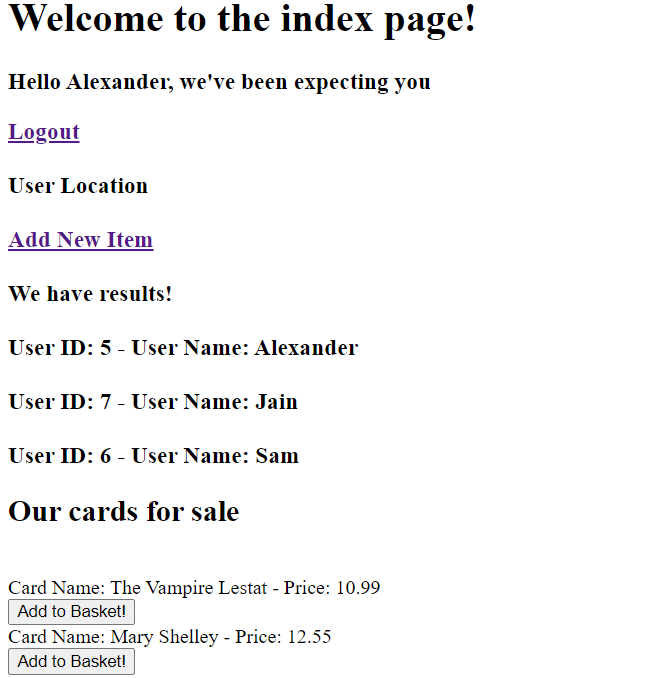 Welcome to the index page!
Hello Alexander, we've been expecting you
Logout
User Location
Add New Item
We have results!
User ID: 5 - User Name: Alexander
User ID: 7 - User Name: Jain
User ID: 6 - User Name: Sam
Our cards for sale
Card Name: The Vampire Lestat - Price: 10.99
Add to Basket!
Card Name: Mary Shelley - Price: 12.55
Add to Basket!